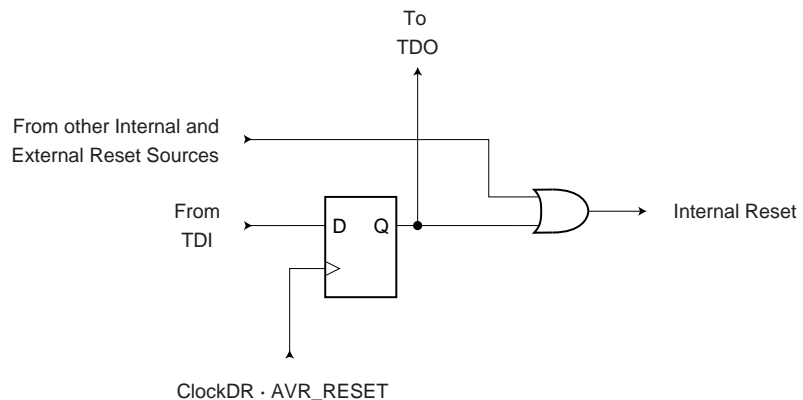 To
TDO
From other Internal and
External Reset Sources
From
TDI
D
Q
Internal Reset
ClockDR · AVR_RESET